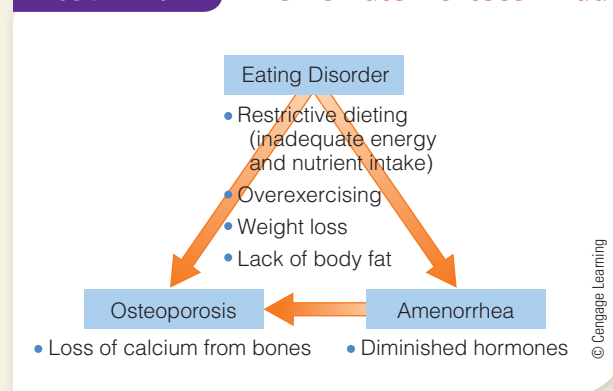 Eating Disorder
• Restrictive dieting
(inadequate energy
and nutrient intake)
• Overexercising
• Weight loss
• Lack of body fat
Osteoporosis
Amenorrhea
• Loss of calcium from bones
• Diminished hormones
© Cengage Learning